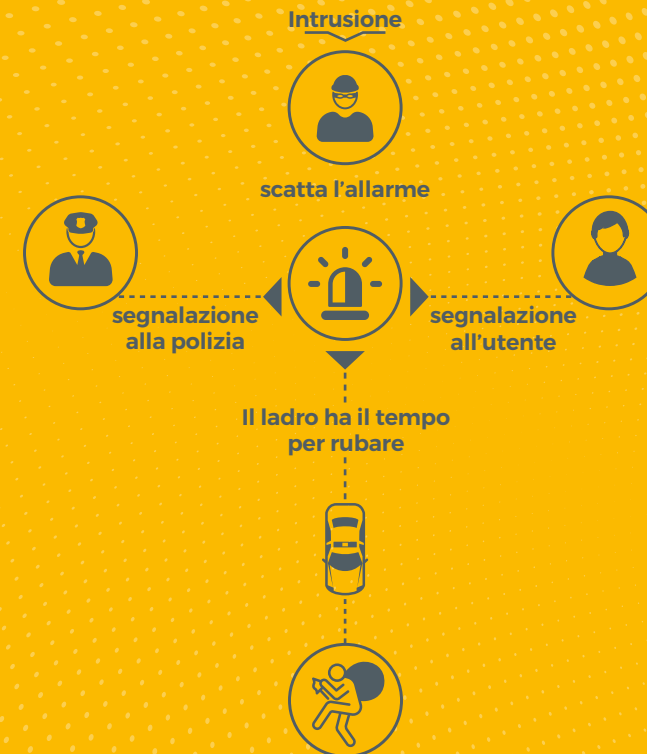 Intrusione
scatta l'allarme
segnalazione
alla polizia
segnalazione
all'utente
Il ladro ha il tempo
per rubare